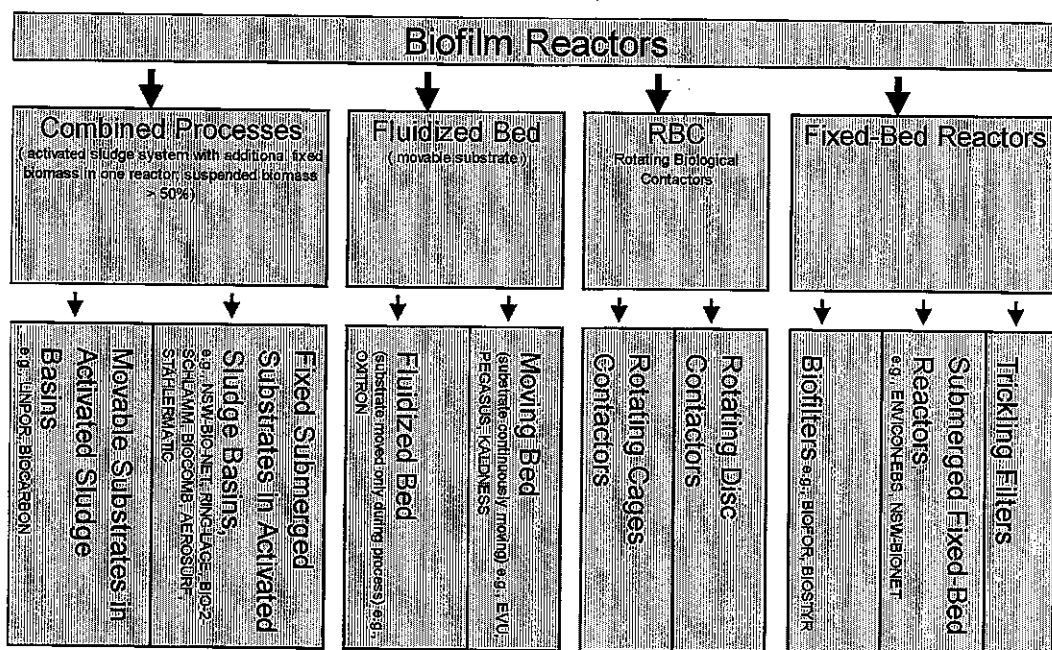 Biofilm Reactors
Combined Processes
( activated sludge system with additional fixed
biomass in one reactor; suspended biomass
> 50%)
Fluidized Bed
( movable substrate )
RBC
Rotating Biological
Contactors
Fixed-Bed Reactors
Movable Substrates in
Activated Sludge
Basins
e.g., LINPOR, BIOCARBON
Fixed Submerged
Substrates in Activated
Sludge Basins,
e.g., NSW-BIO-NET, RINGLACE, BIO-2-
SCHLAMM, BIOCOMB, AEROSURF,
STÄHLERMATIC
Fluidized Bed
(substrate moved only during process) e.g.,
OXITRON
Moving Bed
(substrate continuously moving) e.g., EVU,
PEGASUS, KALDNESS
Rotating Cages
Contactors
Rotating Disc
Contactors
Biofilters e.g., BIOFOR, BIOSTYR
Submerged Fixed-Bed
Reactors
e.g., ENVICON-EBS, NSW-BIONET
Trickling Filters